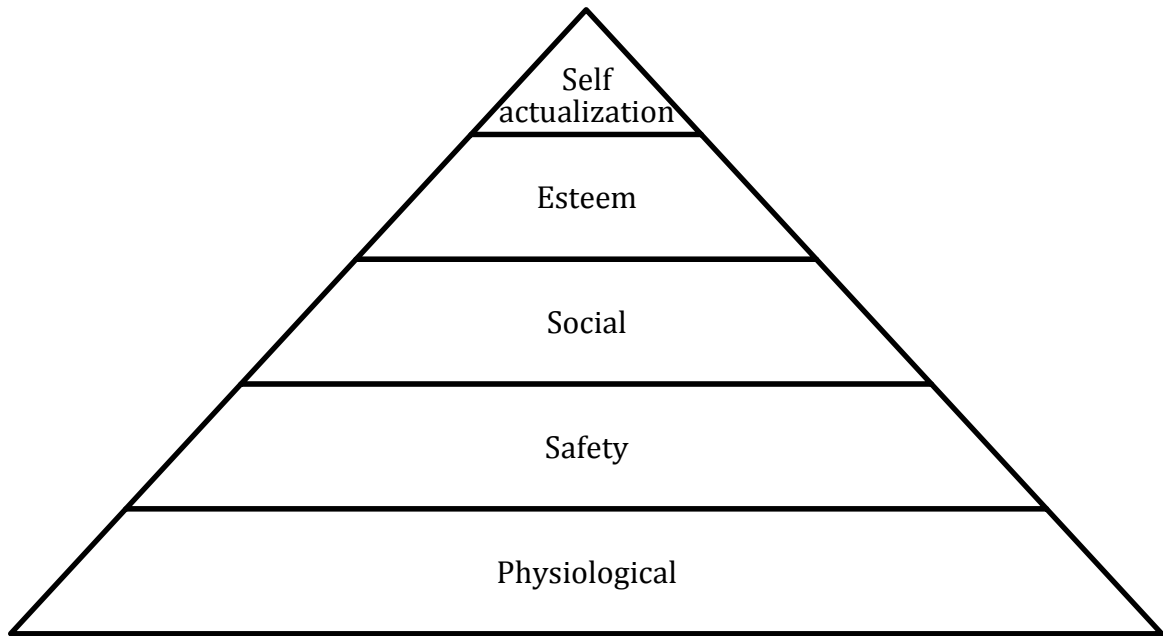 Self
actualization
Esteem
Social
Safety
Physiological